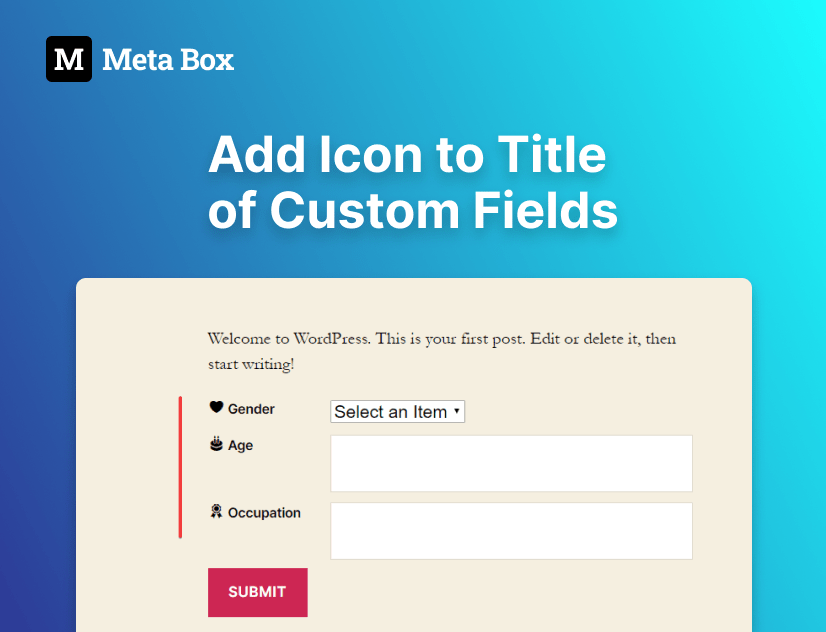 M Meta Box
Add Icon to Title
of Custom Fields
Welcome to WordPress. This is your first post. Edit or delete it, then
start writing!
Gender Select an Item
Age
Occupation
SUBMIT